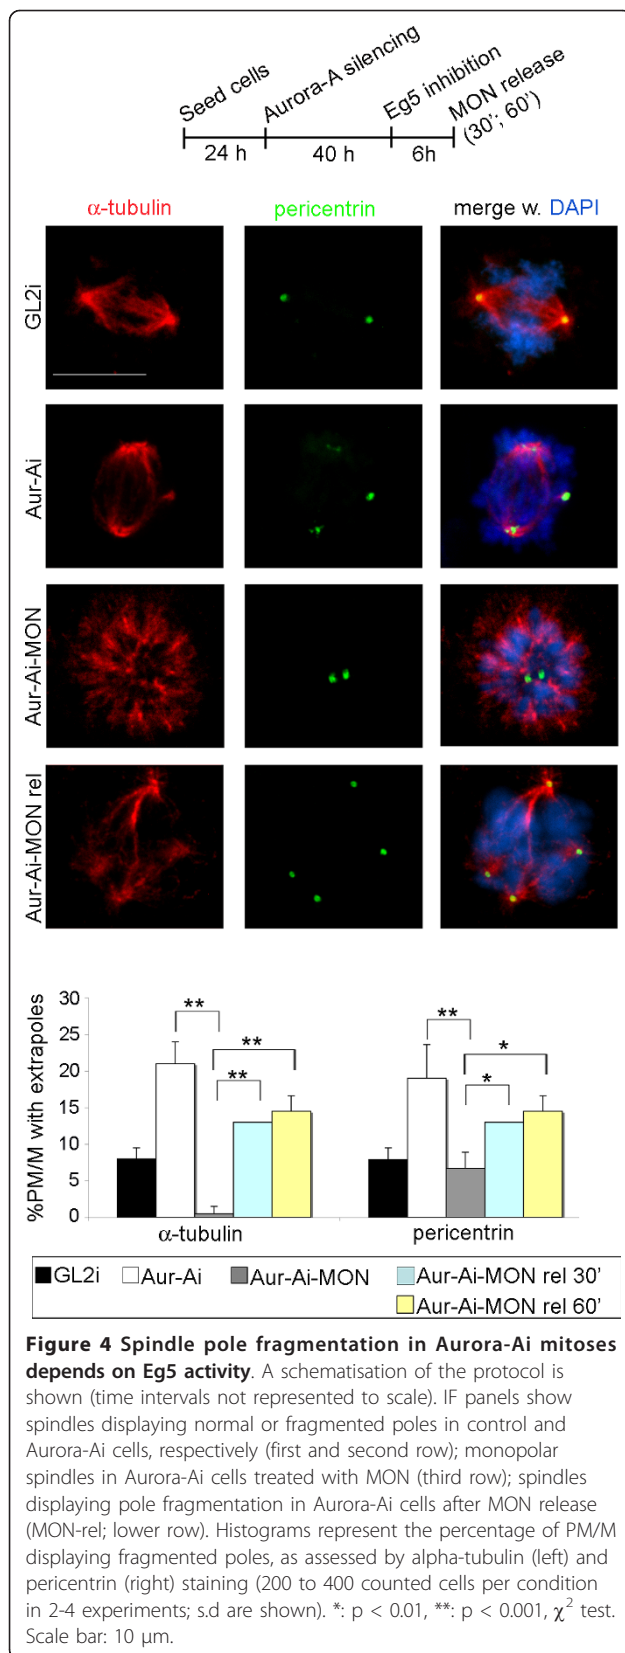 Seed cells
Aurora-A silencing
Eg5 inhibition
MON release
(30'; 60')
24 h
40 h
6h
α-tubulin
pericentrin
merge w. DAPI
GL2i
Aur-Ai
Aur-Ai-MON
Aur-Ai-MON rel
%PM/M with extrapoles
30
25
20
15
10
5
0
**
**
**
**
*
*
α-tubulin
pericentrin
GL2i
Aur-Ai
Aur-Ai-MON
Aur-Ai-MON rel 30'
Aur-Ai-MON rel 60'
Figure 4 Spindle pole fragmentation in Aurora-Ai mitoses
depends on Eg5 activity. A schematisation of the protocol is
shown (time intervals not represented to scale). IF panels show
spindles displaying normal or fragmented poles in control and
Aurora-Ai cells, respectively (first and second row); monopolar
spindles in Aurora-Ai cells treated with MON (third row); spindles
displaying pole fragmentation in Aurora-Ai cells after MON release
(MON-rel; lower row). Histograms represent the percentage of PM/M
displaying fragmented poles, as assessed by alpha-tubulin (left) and
pericentrin (right) staining (200 to 400 counted cells per condition
in 2-4 experiments; s.d are shown). *: p < 0.01, **: p < 0.001, χ² test.
Scale bar: 10 μm.